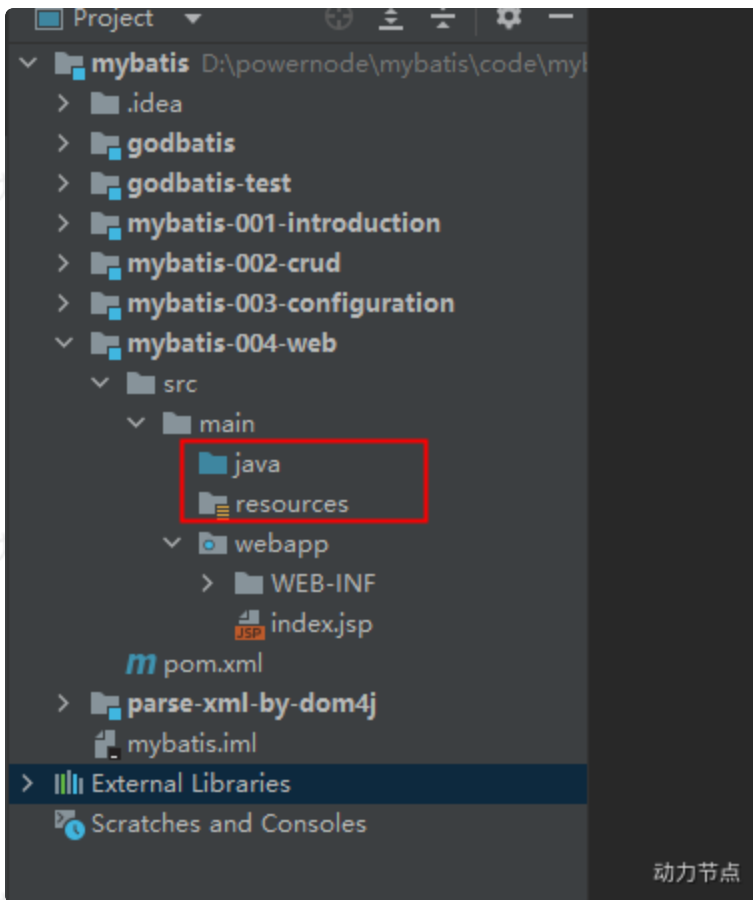 Project
mybatis D:\powernode\mybatis\code\myl
.idea
godbatis
godbatis-test
mybatis-001-introduction
mybatis-002-crud
mybatis-003-configuration
mybatis-004-web
src
main
java
resources
webapp
WEB-INF
JSP index.jsp
m pom.xml
parse-xml-by-dom4j
mybatis.iml
External Libraries
Scratches and Consoles
动力节点